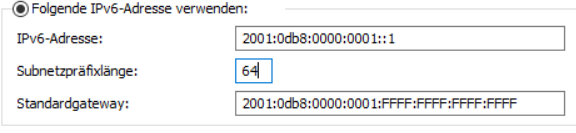 Folgende IPv6-Adresse verwenden:
IPv6-Adresse: 2001:0db8:0000:0001::1
Subnetzpräfixlänge: 64
Standardgateway: 2001:0db8:0000:0001:FFFF:FFFF:FFFF:FFFF